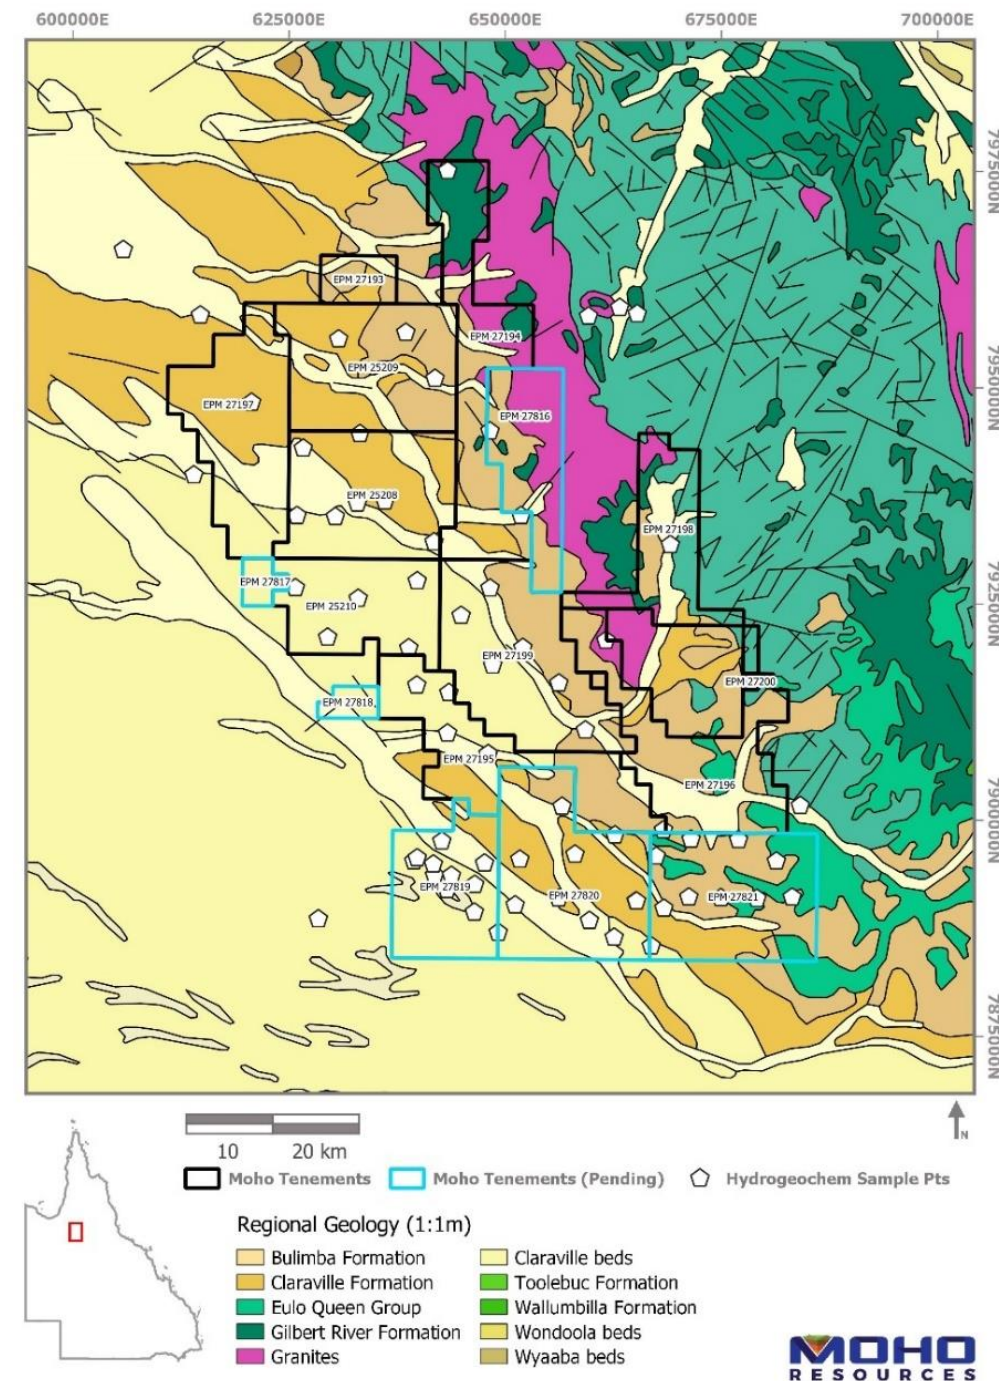 600000E 625000E 650000E 675000E 700000E
7975000N
EPM 27193
EPM 27194
EPM 25209
7950000N
EPM 27197
EPM 27816
EPM 25208
EPM 27198
EPM 27817
7925000N
EPM 25210
EPM 27199
EPM 27200
EPM 27818
EPM 27195
EPM 27196
7900000N
EPM 27819
EPM 27820
EPM 27821
7875000N
N
10 20 km
Moho Tenements Moho Tenements (Pending) Hydrogeochem Sample Pts
Regional Geology (1:1m)
Bulimba Formation
Claraville Formation
Eulo Queen Group
Gilbert River Formation
Granites
Claraville beds
Toolebuc Formation
Wallumbilla Formation
Wondoola beds
Wyaaba beds
MOHO
RESOURCES